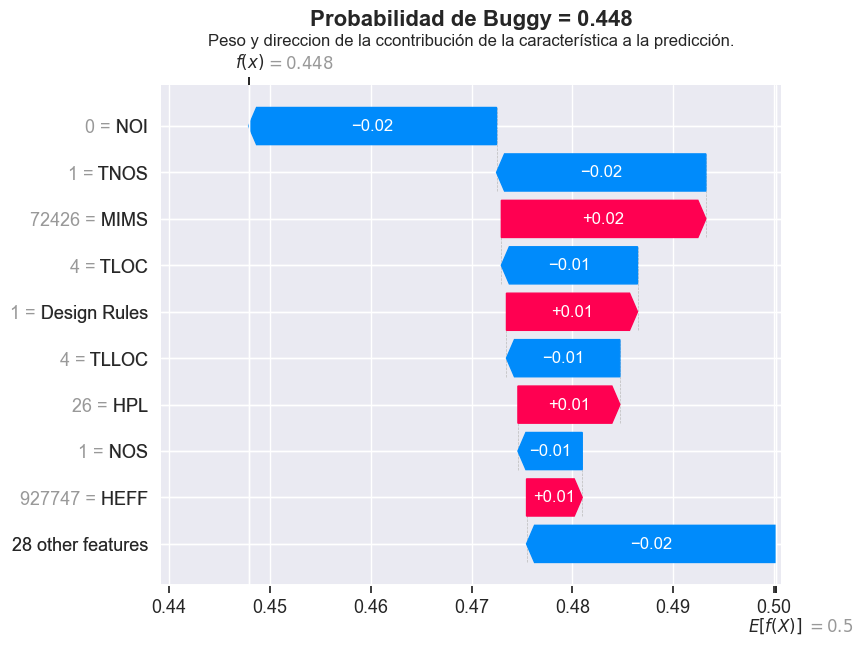 Probabilidad de Buggy = 0.448
Peso y direccion de la ccontribución de la característica a la predicción.
f(x) = 0.448
0 = NOI
−0.02
1 = TNOS
−0.02
72426 = MIMS
+0.02
4 = TLOC
−0.01
1 = Design Rules
+0.01
4 = TLLOC
−0.01
26 = HPL
+0.01
1 = NOS
−0.01
927747 = HEFF
+0.01
28 other features
−0.02
0.44 0.45 0.46 0.47 0.48 0.49 0.50
E[f(X)] = 0.5